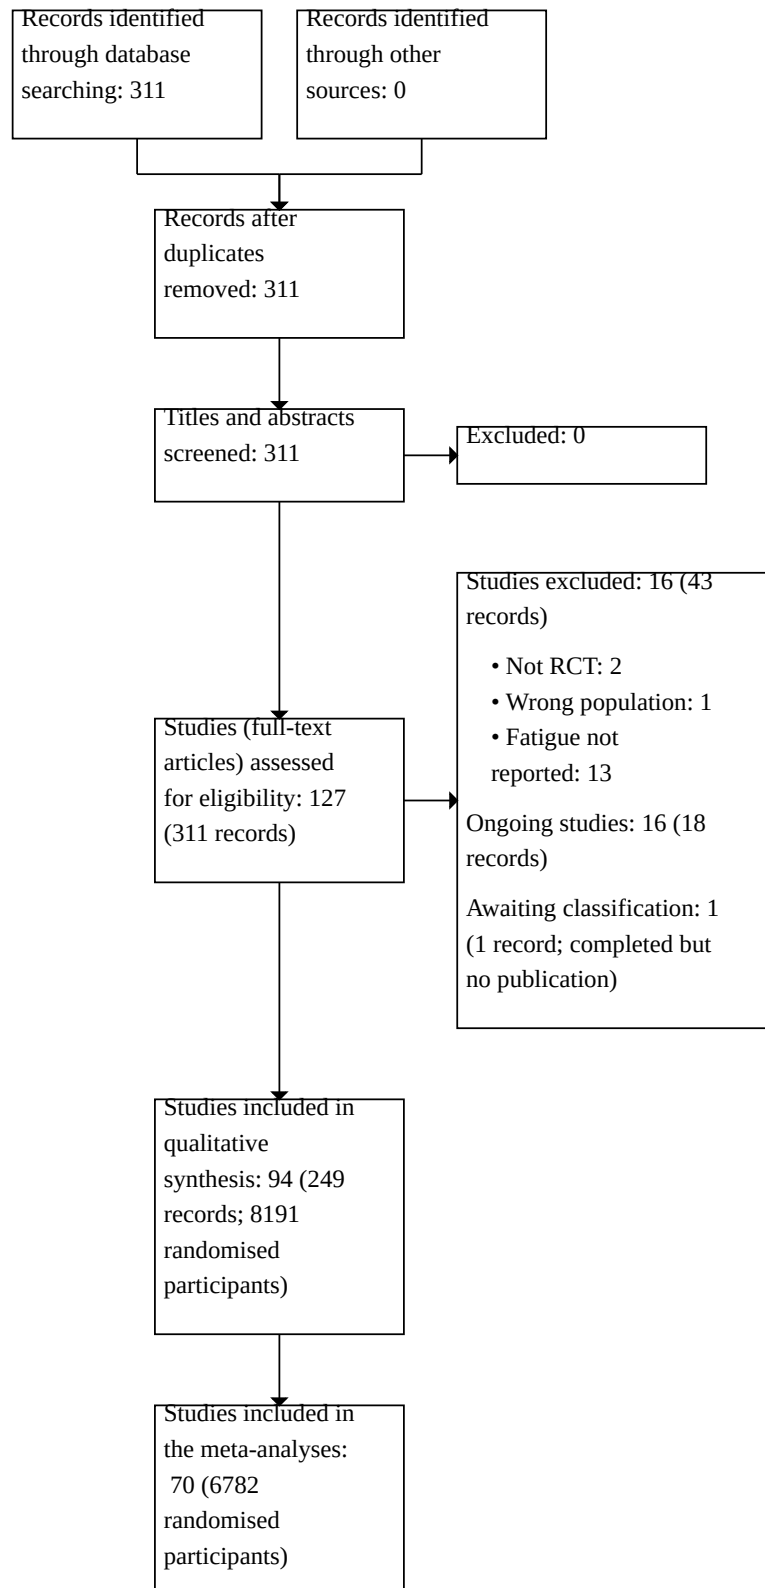 Records identified
through database
searching: 311
Records identified
through other
sources: 0
Records after
duplicates
removed: 311
Titles and abstracts
screened: 311
Excluded: 0
Studies excluded: 16 (43
records)
• Not RCT: 2
• Wrong population: 1
• Fatigue not
reported: 13
Ongoing studies: 16 (18
records)
Awaiting classification: 1
(1 record; completed but
no publication)
Studies (full-text
articles) assessed
for eligibility: 127
(311 records)
Studies included in
qualitative
synthesis: 94 (249
records; 8191
randomised
participants)
Studies included in
the meta-analyses:
70 (6782
randomised
participants)